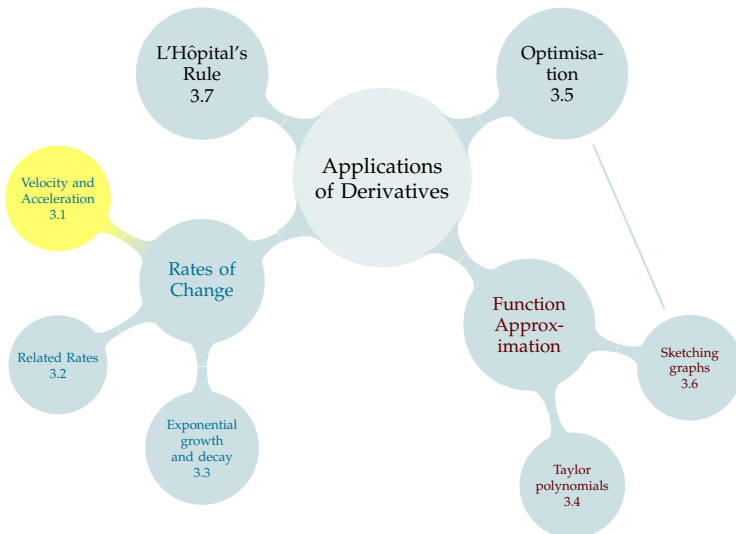 L'Hôpital's
Rule
3.7
Optimisa-
tion
3.5
Applications
of Derivatives
Velocity and
Acceleration
3.1
Rates of
Change
Function
Approx-
imation
Related Rates
3.2
Sketching
graphs
3.6
Exponential
growth
and decay
3.3
Taylor
polynomials
3.4